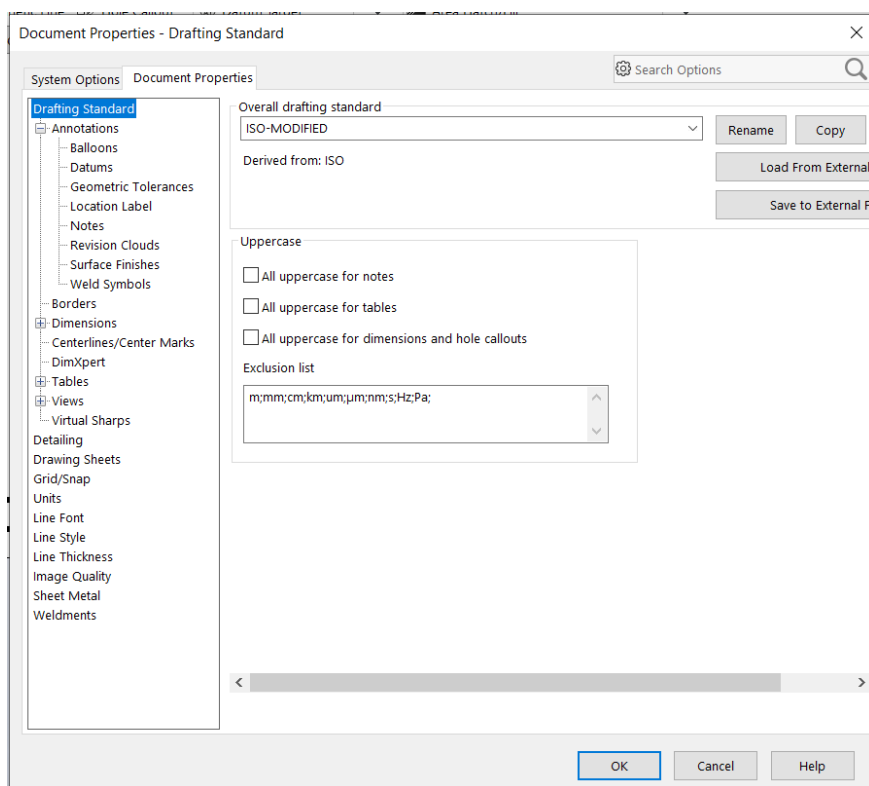 Document Properties - Drafting Standard
System Options
Document Properties
Search Options
Drafting Standard
Annotations
Balloons
Datums
Geometric Tolerances
Location Label
Notes
Revision Clouds
Surface Finishes
Weld Symbols
Borders
Dimensions
Centerlines/Center Marks
DimXpert
Tables
Views
Virtual Sharps
Detailing
Drawing Sheets
Grid/Snap
Units
Line Font
Line Style
Line Thickness
Image Quality
Sheet Metal
Weldments
Overall drafting standard
ISO-MODIFIED
Rename
Copy
Derived from: ISO
Load From External
Save to External F
Uppercase
All uppercase for notes
All uppercase for tables
All uppercase for dimensions and hole callouts
Exclusion list
m;mm;cm;km;um;µm;nm;s;Hz;Pa;
OK
Cancel
Help